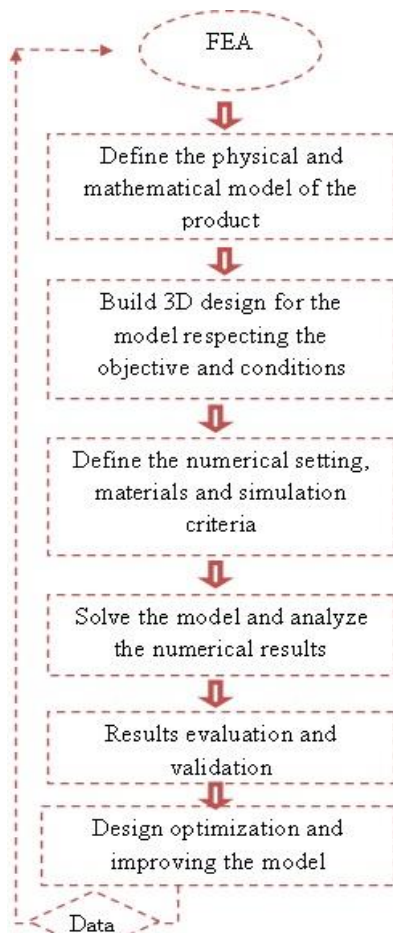 FEA
Define the physical and
mathematical model of the
product
Build 3D design for the
model respecting the
objective and conditions
Define the numerical setting,
materials and simulation
criteria
Solve the model and analyze
the numerical results
Results evaluation and
validation
Design optimization and
improving the model
Data